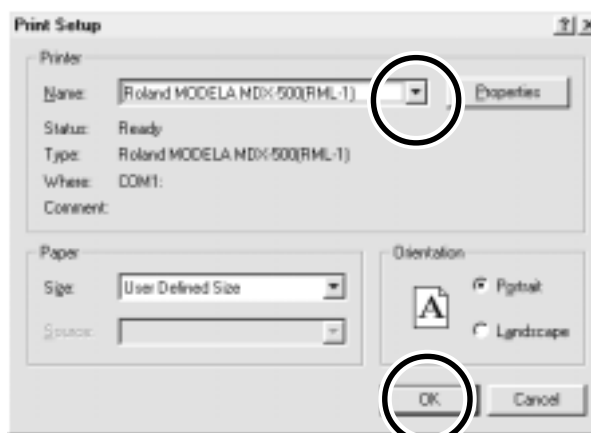 Print Setup
Printer
Name: Roland MODELA MDX-500(RML-1) Properties
Status: Ready
Type: Roland MODELA MDX-500(RML-1)
Where: COM1:
Comment:
Paper
Size: User Defined Size
Source:
Orientation
A
Portrait
Landscape
OK Cancel